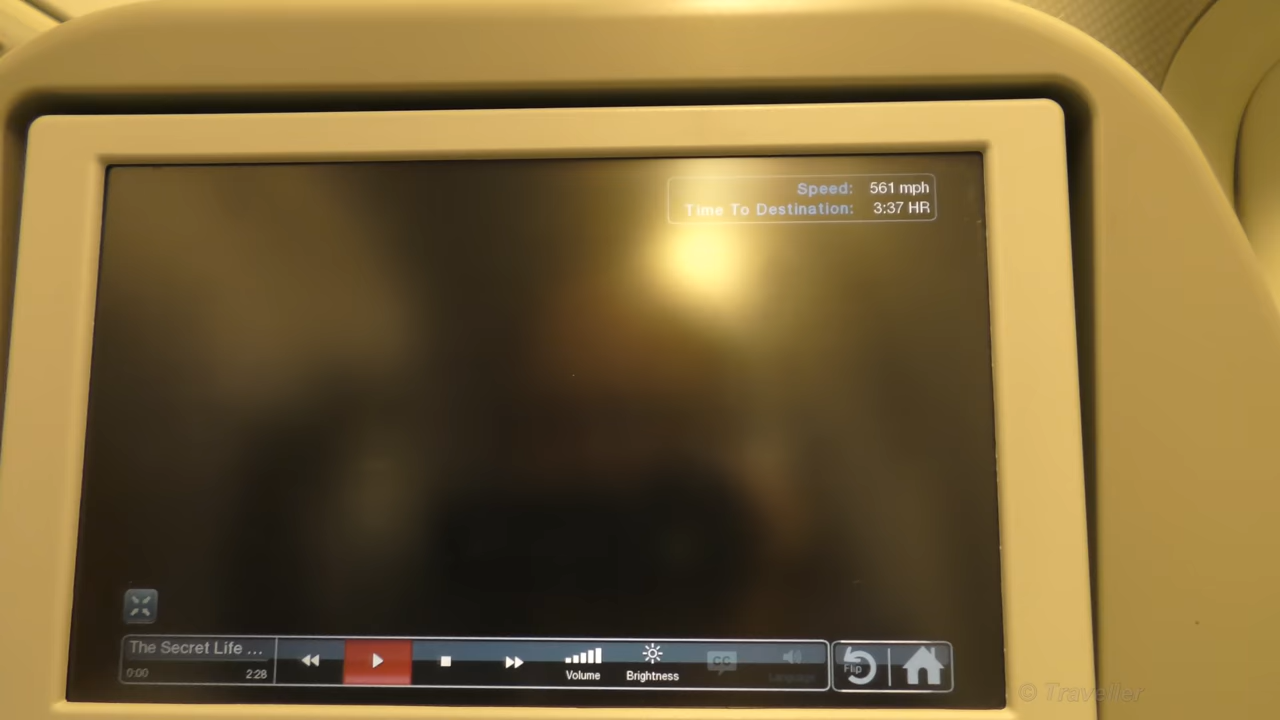 Speed: 561 mph
Time To Destination: 3:37 HR
The Secret Life ...
0:00 2:28
Volume
Brightness
CC
Language
Flip
© Traveller